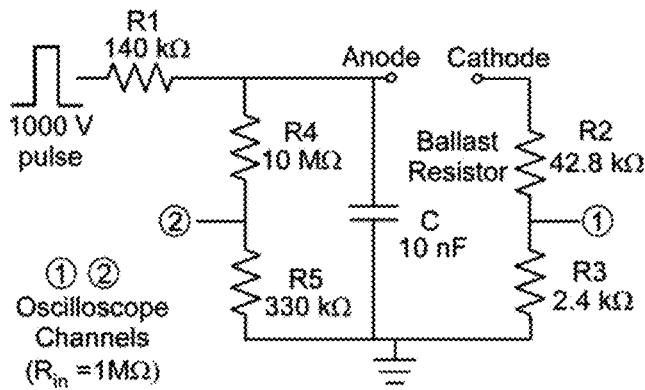 R1
140 kΩ
1000 V
pulse
Anode
Cathode
R4
10 MΩ
Ballast
Resistor
R2
42.8 kΩ
②
C
10 nF
①
① ②
Oscilloscope
Channels
(R_in =1MΩ)
R5
330 kΩ
R3
2.4 kΩ